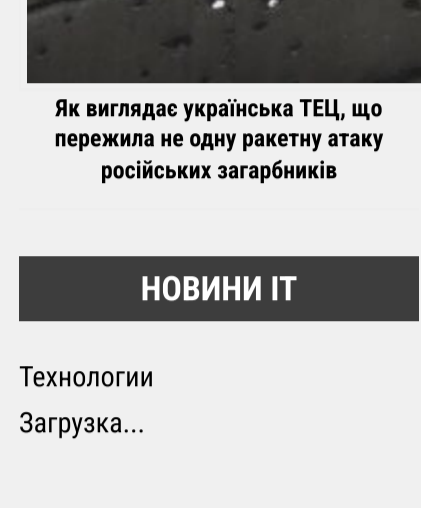 Як виглядає українська ТЕЦ, що
пережила не одну ракетну атаку
російських загарбників
НОВИНИ ІТ
Технологии
Загрузка...